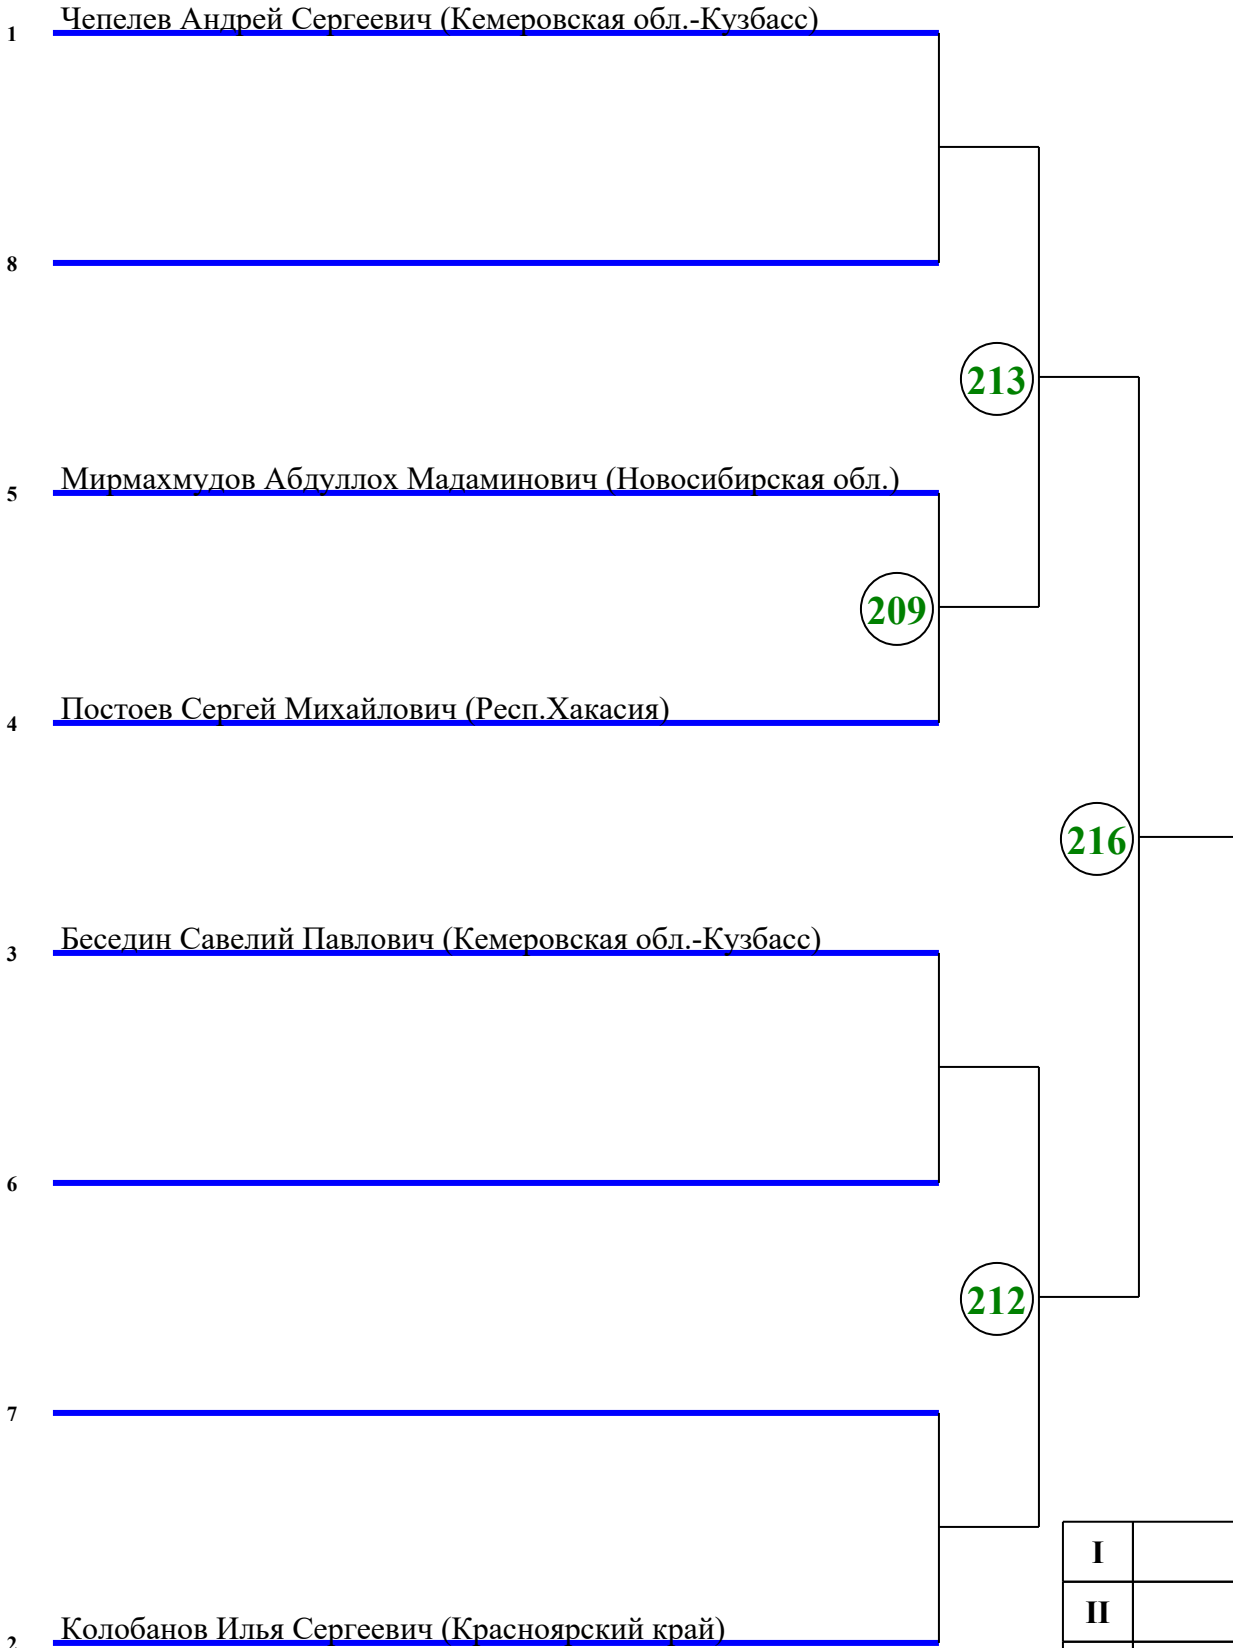 1 Чепелев Андрей Сергеевич (Кемеровская обл.-Кузбасс)
8
213
5 Мирмахмудов Абдуллох Мадаминович (Новосибирская обл.)
209
4 Постоев Сергей Михайлович (Респ.Хакасия)
216
3 Беседин Савелий Павлович (Кемеровская обл.-Кузбасс)
6
212
7
I
II
2 Колобанов Илья Сергеевич (Красноярский край)